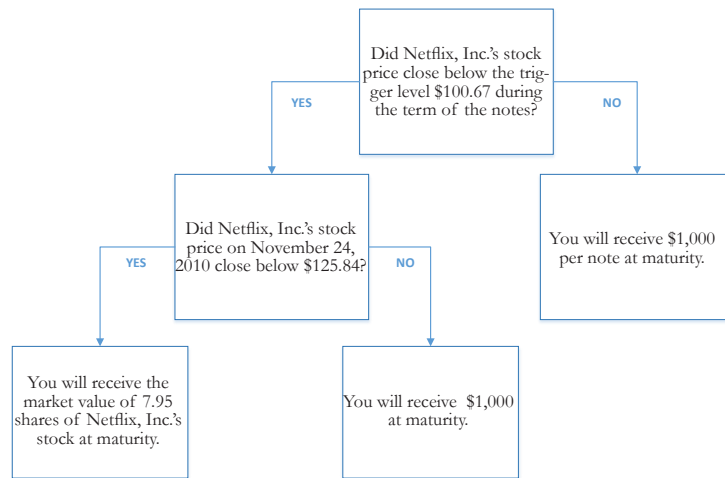 Did Netflix, Inc.'s stock
price close below the trig-
ger level $100.67 during
the term of the notes?
YES
NO
Did Netflix, Inc.'s stock
price on November 24,
2010 close below $125.84?
You will receive $1,000
per note at maturity.
YES
NO
You will receive the
market value of 7.95
shares of Netflix, Inc.'s
stock at maturity.
You will receive $1,000
at maturity.